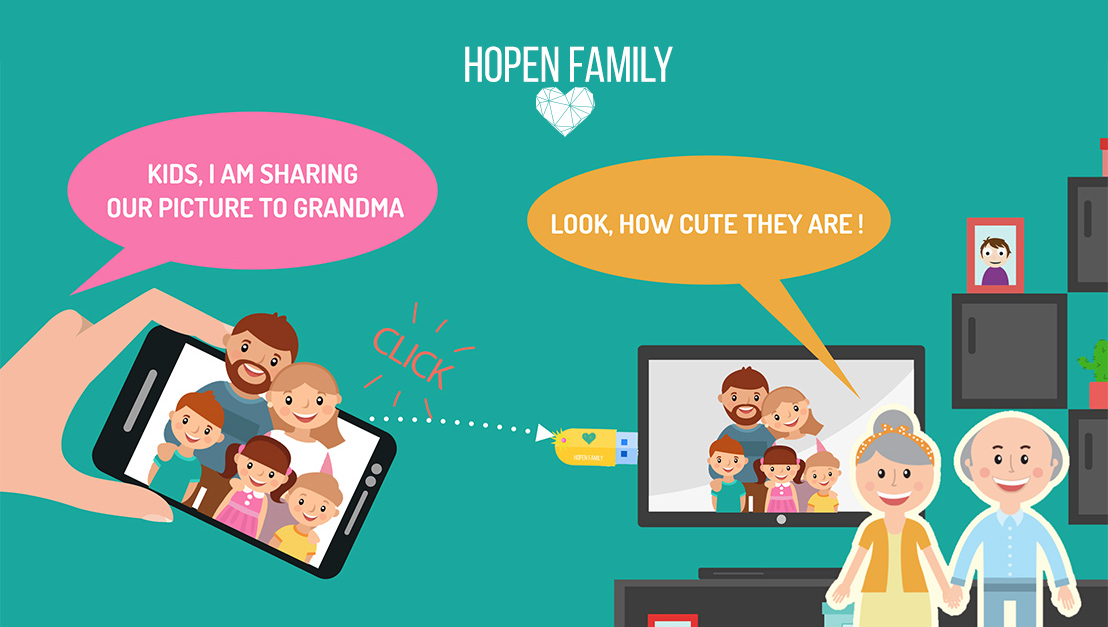 HOPEN FAMILY
KIDS, I AM SHARING
OUR PICTURE TO GRANDMA
LOOK, HOW CUTE THEY ARE !
CLICK
HOPEN FAMILY